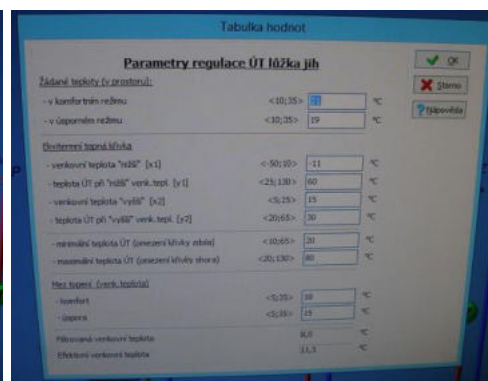 Tabulka hodnot
Parametry regulace ÚT lůžka jih
OK
Storno
Nápověda
Žádané teploty (v prostoru):
- v komfortním režimu <10;35> 21 °C
- v úsporném režimu <10;35> 19 °C
Ekvitermní topná křivka
- venkovní teplota "nižší" [x1] <-50;10> -11 °C
- teplota ÚT při "nižší" venk.tepl. [y1] <25;130> 60 °C
- venkovní teplota "vyšší" [x2] <5;25> 15 °C
- teplota ÚT při "vyšší" venk.tepl. [y2] <20;65> 30 °C
- minimální teplota ÚT (omezení křivky zdola) <10;65> 20 °C
- maximální teplota ÚT (omezení křivky shora) <20;130> °C
Mez topení (venk.teplota)
- komfort <5;35> °C
- úspora <5;35> 15 °C
Filtrovaná venkovní teplota °C
Efektivní venkovní teplota °C